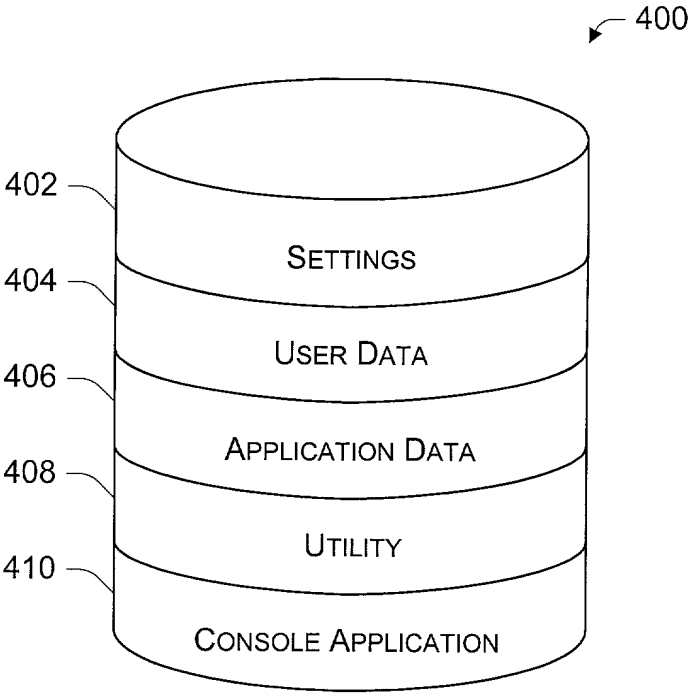 400
402
SETTINGS
404
USER DATA
406
APPLICATION DATA
408
UTILITY
410
CONSOLE APPLICATION